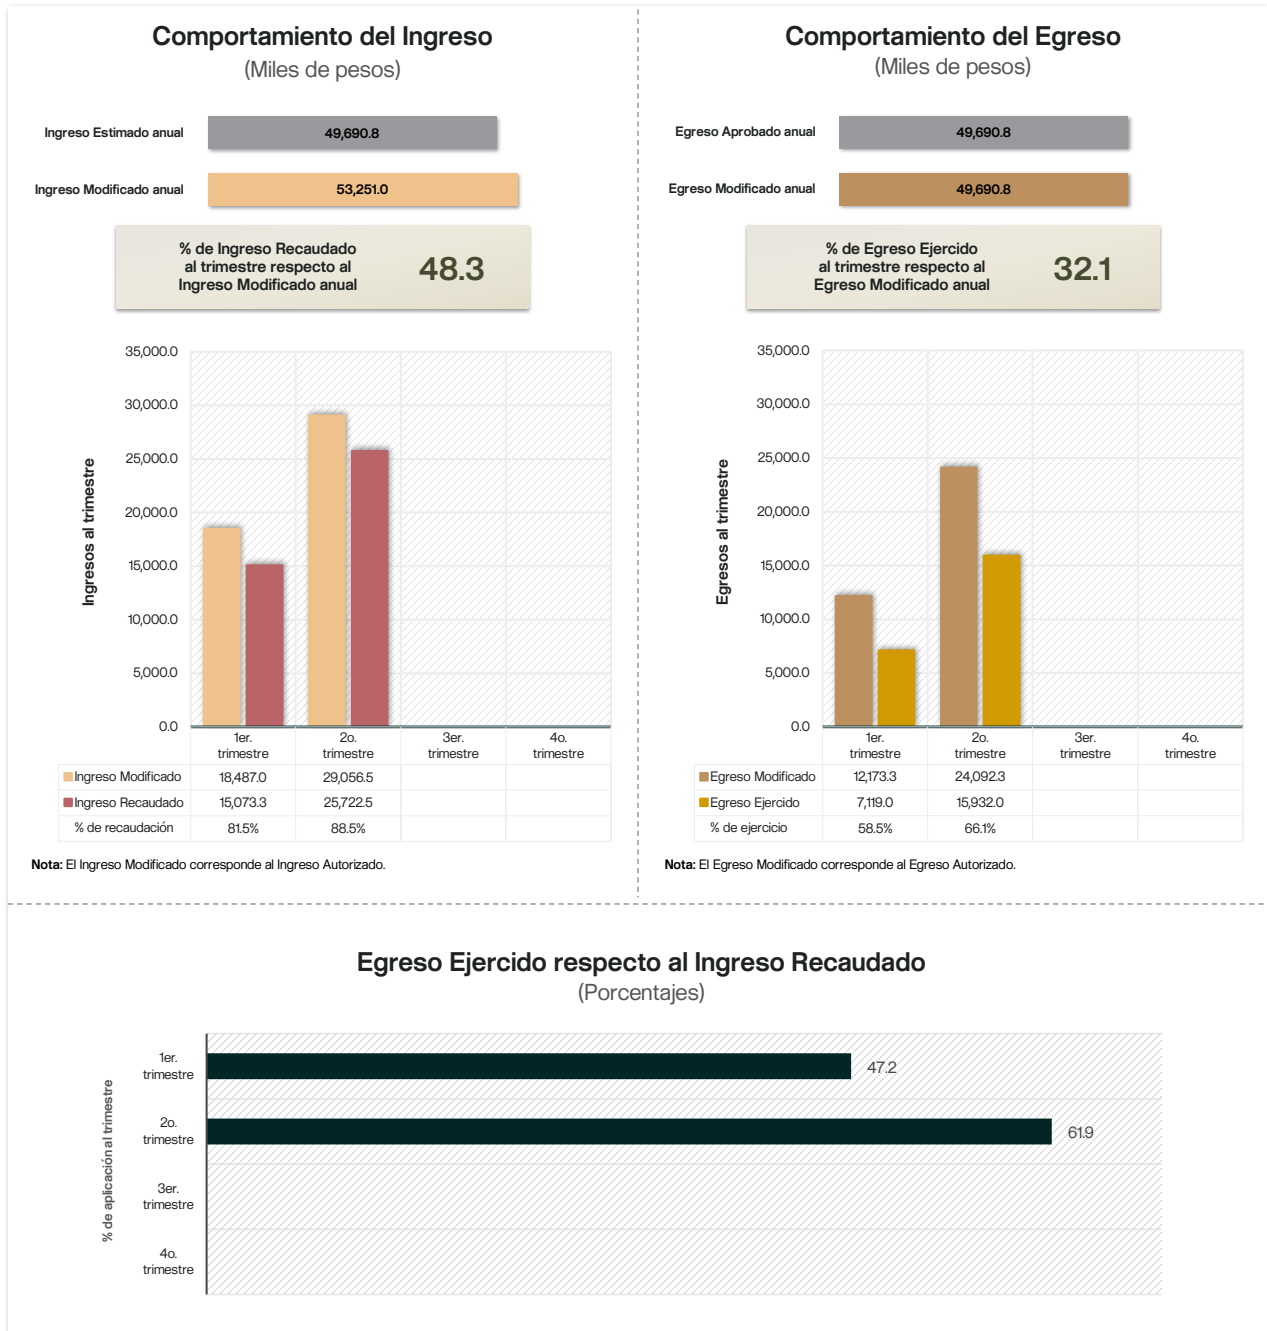 Comportamiento del Ingreso
(Miles de pesos)
Ingreso Estimado anual 49,690.8
Ingreso Modificado anual 53,251.0
% de Ingreso Recaudado
al trimestre respecto al
Ingreso Modificado anual
48.3
Ingresos al trimestre
35,000.0
30,000.0
25,000.0
20,000.0
15,000.0
10,000.0
5,000.0
0.0
1er. trimestre 2o. trimestre 3er. trimestre 4o. trimestre
Ingreso Modificado 18,487.0 29,056.5
Ingreso Recaudado 15,073.3 25,722.5
% de recaudación 81.5% 88.5%
Nota: El Ingreso Modificado corresponde al Ingreso Autorizado.
Comportamiento del Egreso
(Miles de pesos)
Egreso Aprobado anual 49,690.8
Egreso Modificado anual 49,690.8
% de Egreso Ejercido
al trimestre respecto al
Egreso Modificado anual
32.1
Egresos al trimestre
35,000.0
30,000.0
25,000.0
20,000.0
15,000.0
10,000.0
5,000.0
0.0
1er. trimestre 2o. trimestre 3er. trimestre 4o. trimestre
Egreso Modificado 12,173.3 24,092.3
Egreso Ejercido 7,119.0 15,932.0
% de ejercicio 58.5% 66.1%
Nota: El Egreso Modificado corresponde al Egreso Autorizado.
Egreso Ejercido respecto al Ingreso Recaudado
(Porcentajes)
% de aplicación al trimestre
1er.
trimestre
47.2
2o.
trimestre
61.9
3er.
trimestre
4o.
trimestre